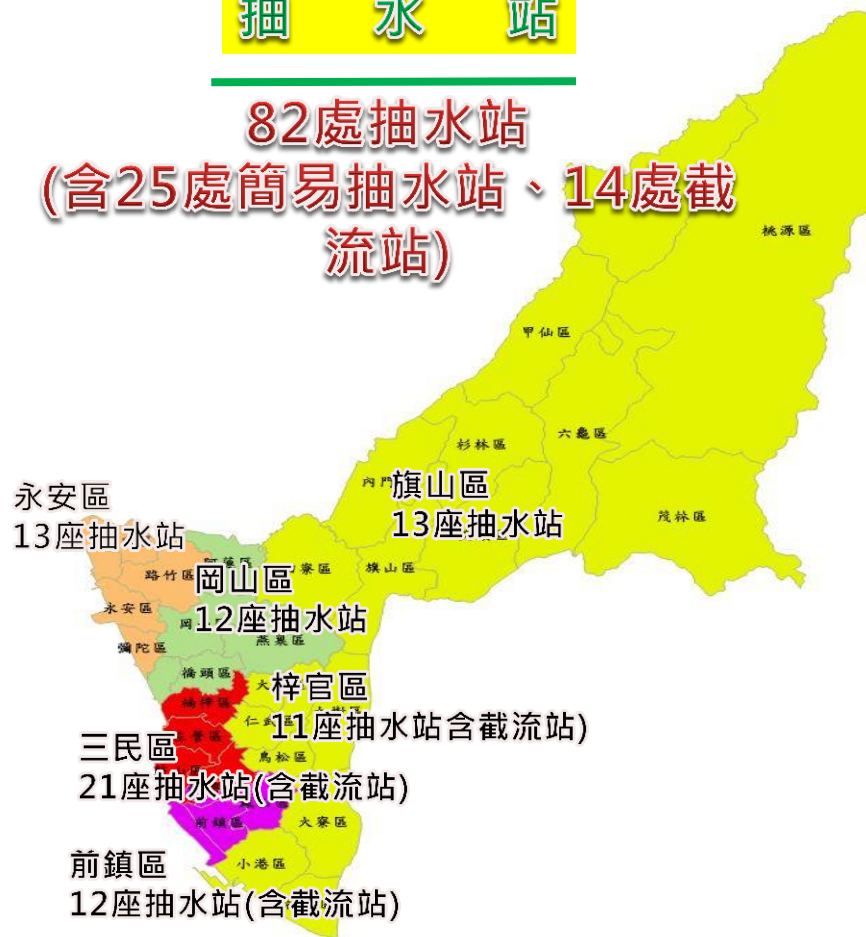 抽 水 站
82處抽水站
(含25處簡易抽水站、14處截
流站)
桃源區
甲仙區
杉林區
六龜區
內門
旗山區
13座抽水站
茂林區
永安區
13座抽水站
路竹區
岡山區
12座抽水站
旗山區
永安區
燕巢區
彌陀區
橋頭區
梓官區
11座抽水站含截流站)
仁武區
鳥松區
三民區
21座抽水站(含截流站)
前鎮區
大寮區
小港區
前鎮區
12座抽水站(含截流站)